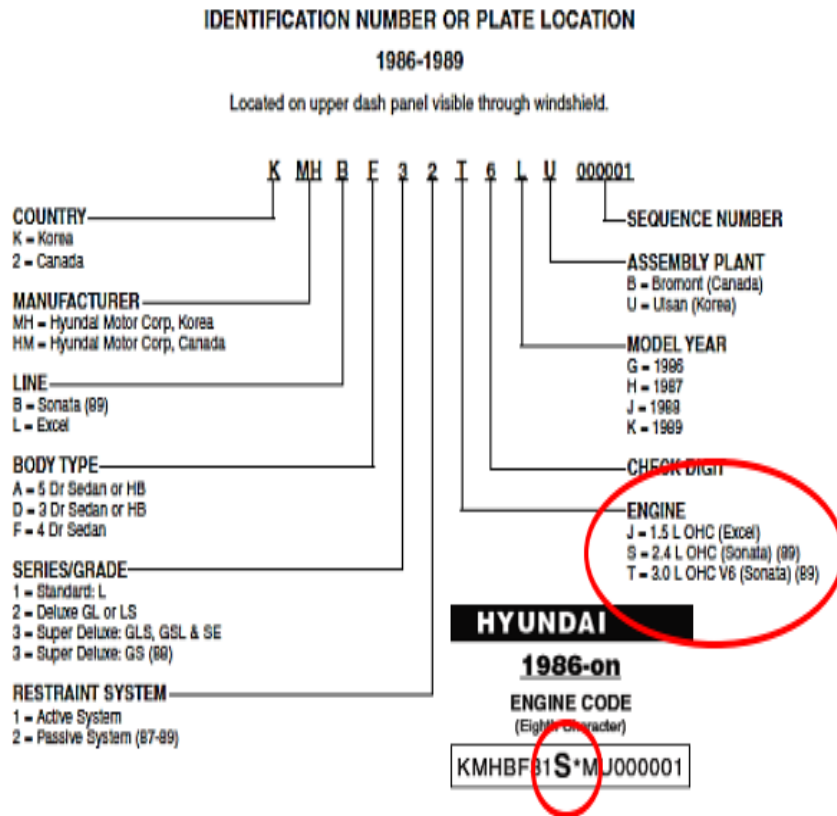 IDENTIFICATION NUMBER OR PLATE LOCATION
1986-1989
Located on upper dash panel visible through windshield.
K MH B F 3 2 T 6 L U 000001
COUNTRY
K = Korea
2 = Canada
MANUFACTURER
MH = Hyundai Motor Corp, Korea
HM = Hyundai Motor Corp, Canada
LINE
B = Sonata (89)
L = Excel
BODY TYPE
A = 5 Dr Sedan or HB
D = 3 Dr Sedan or HB
F = 4 Dr Sedan
SERIES/GRADE
1 = Standard: L
2 = Deluxe GL or LS
3 = Super Deluxe: GLS, GSL & SE
3 = Super Deluxe: GS (88)
RESTRAINT SYSTEM
1 = Active System
2 = Passive System (87-89)
SEQUENCE NUMBER
ASSEMBLY PLANT
B = Bromont (Canada)
U = Ulsan (Korea)
MODEL YEAR
G = 1986
H = 1987
J = 1988
K = 1989
CHECK DIGIT
ENGINE
J = 1.5 L OHC (Excel)
S = 2.4 L OHC (Sonata) (89)
T = 3.0 L OHC V6 (Sonata) (89)
HYUNDAI
1986-on
ENGINE CODE
(Eighth Character)
KMHBF31S*MU000001